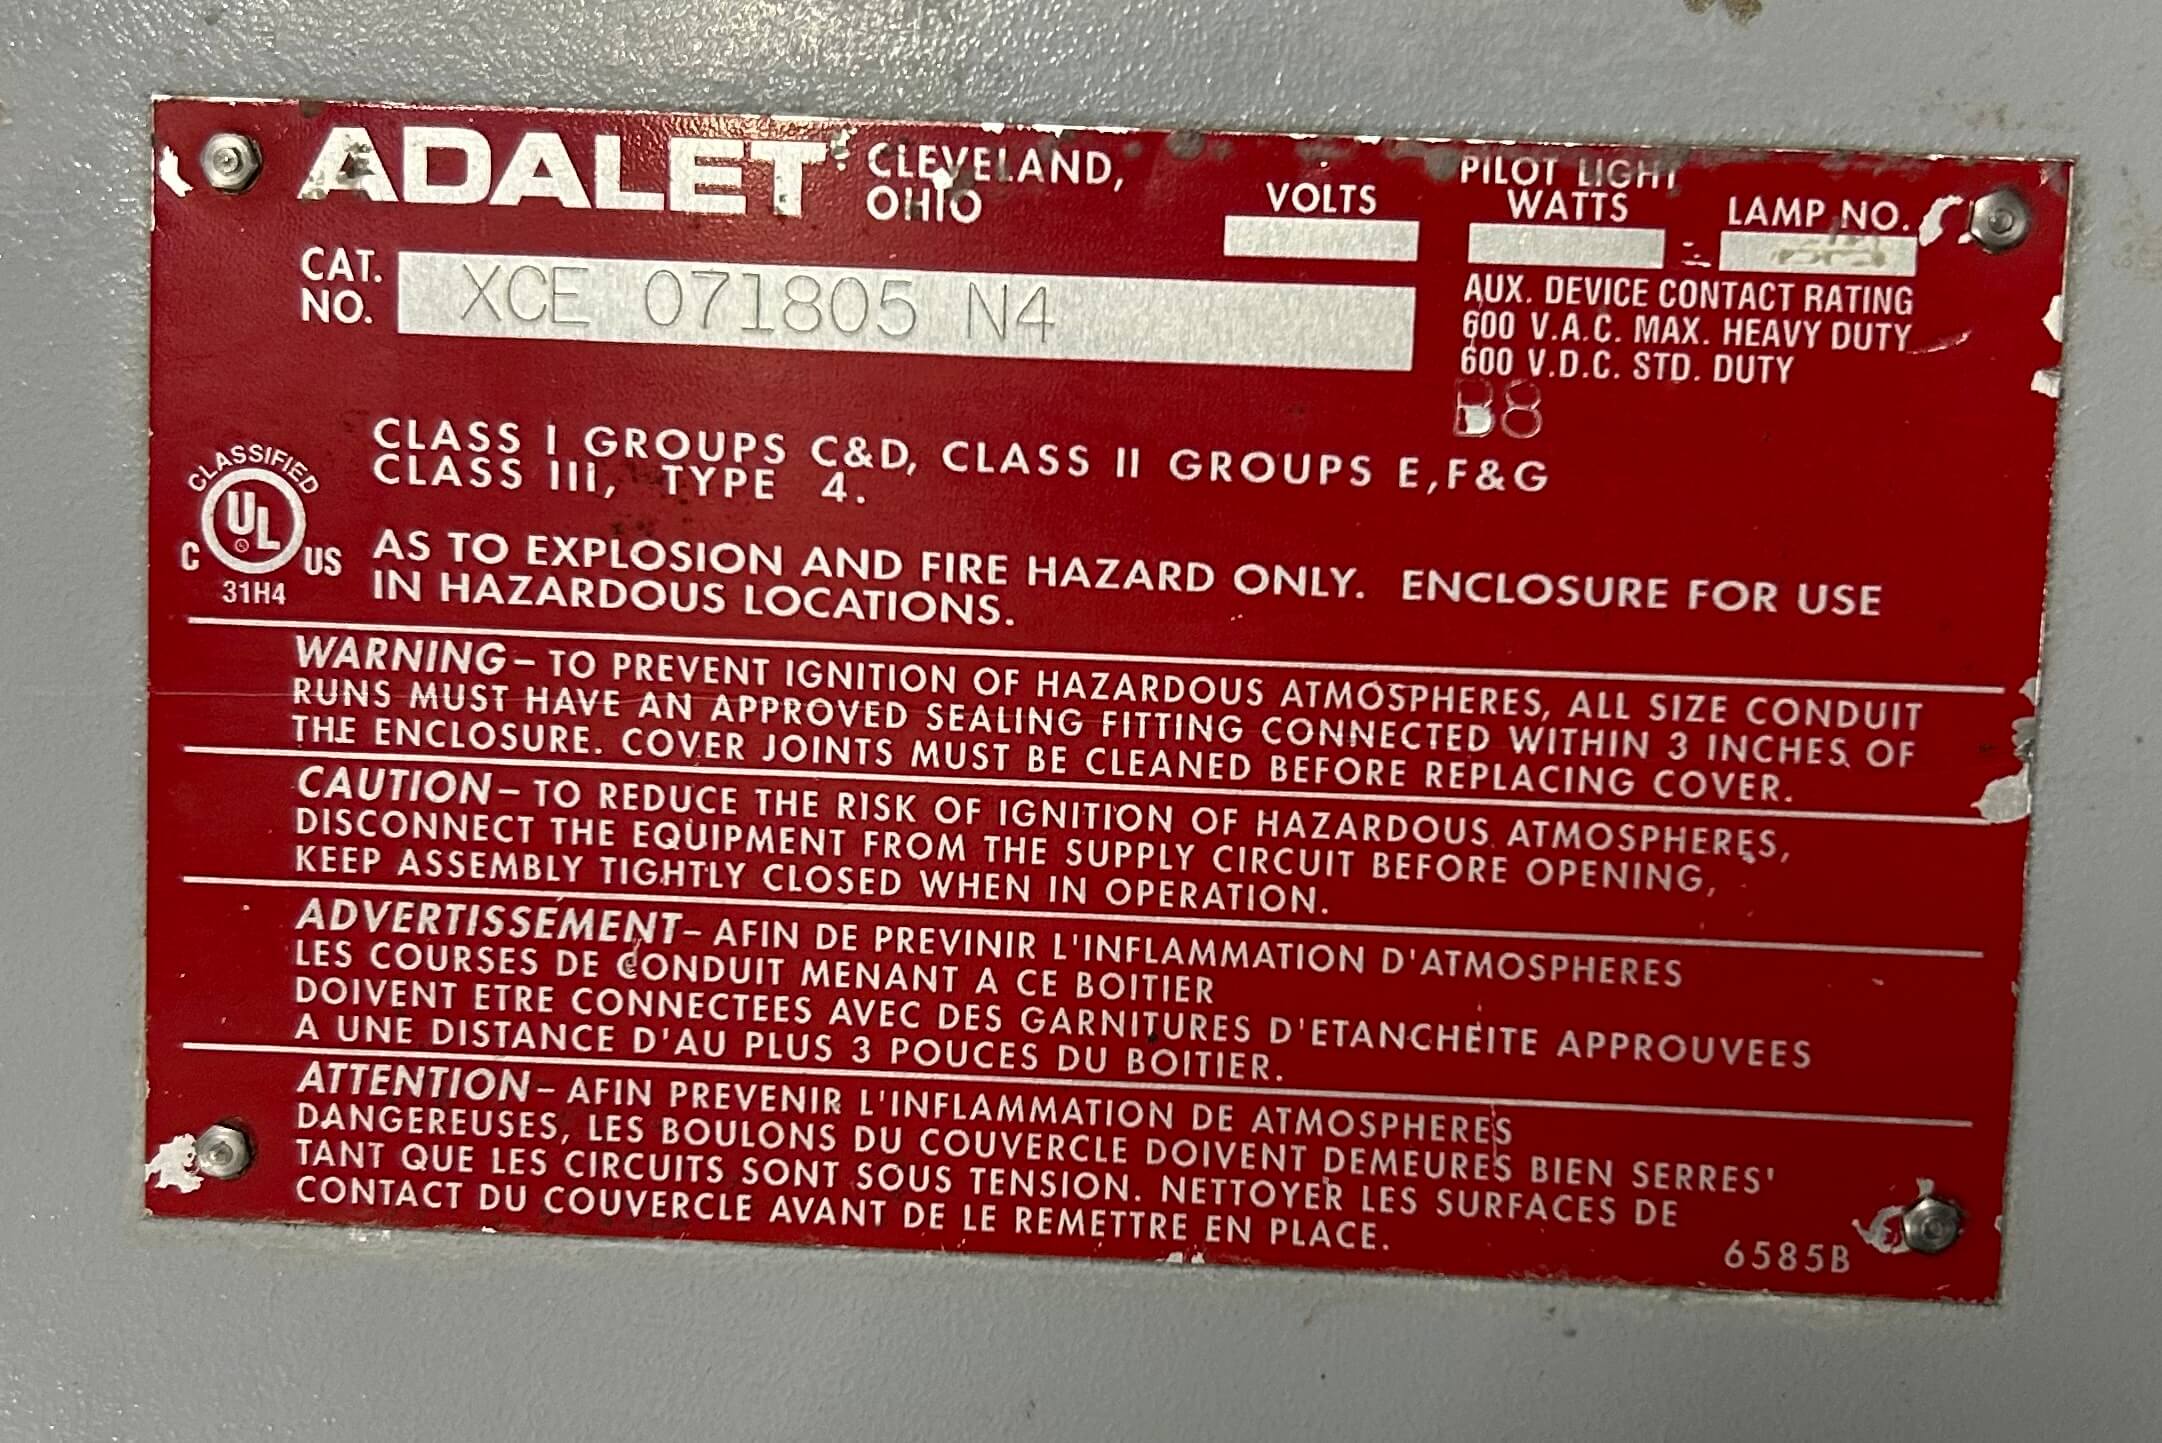 ADALET CLEVELAND,
OHIO
VOLTS
PILOT LIGHT
WATTS
LAMP NO.
CAT.
NO. XCE 071805 N4
AUX. DEVICE CONTACT RATING
600 V.A.C. MAX. HEAVY DUTY
600 V.D.C. STD. DUTY
B8
CLASS I GROUPS C&D, CLASS II GROUPS E,F&G
CLASS III, TYPE 4.
CLASSIFIED
UL
C US
31H4
AS TO EXPLOSION AND FIRE HAZARD ONLY. ENCLOSURE FOR USE
IN HAZARDOUS LOCATIONS.
WARNING– TO PREVENT IGNITION OF HAZARDOUS ATMOSPHERES, ALL SIZE CONDUIT
RUNS MUST HAVE AN APPROVED SEALING FITTING CONNECTED WITHIN 3 INCHES OF
THE ENCLOSURE. COVER JOINTS MUST BE CLEANED BEFORE REPLACING COVER.
CAUTION– TO REDUCE THE RISK OF IGNITION OF HAZARDOUS ATMOSPHERES,
DISCONNECT THE EQUIPMENT FROM THE SUPPLY CIRCUIT BEFORE OPENING,
KEEP ASSEMBLY TIGHTLY CLOSED WHEN IN OPERATION.
ADVERTISSEMENT– AFIN DE PREVINIR L'INFLAMMATION D'ATMOSPHERES
LES COURSES DE CONDUIT MENANT A CE BOITIER
DOIVENT ETRE CONNECTEES AVEC DES GARNITURES D'ETANCHEITE APPROUVEES
A UNE DISTANCE D'AU PLUS 3 POUCES DU BOITIER.
ATTENTION– AFIN PREVENIR L'INFLAMMATION DE ATMOSPHERES
DANGEREUSES, LES BOULONS DU COUVERCLE DOIVENT DEMEURES BIEN SERRES'
TANT QUE LES CIRCUITS SONT SOUS TENSION. NETTOYER LES SURFACES DE
CONTACT DU COUVERCLE AVANT DE LE REMETTRE EN PLACE.
6585B